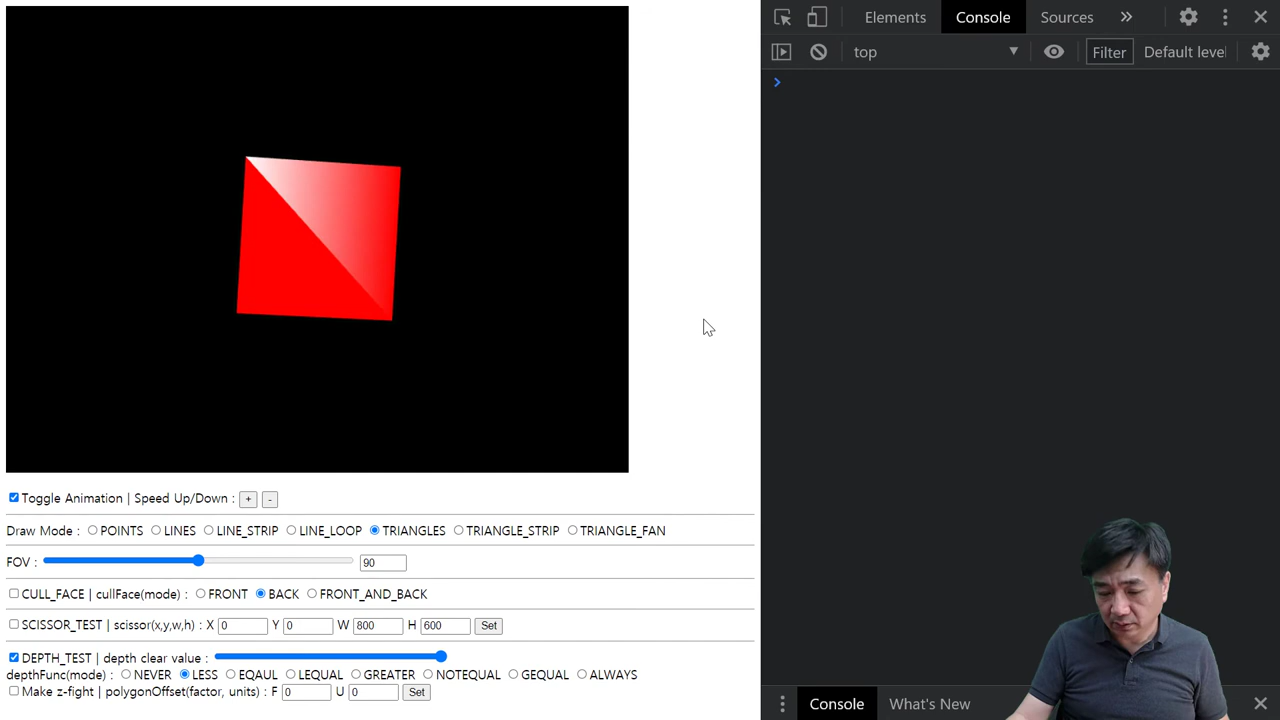 Elements Console Sources »
top Filter Default level
Toggle Animation | Speed Up/Down : + -
Draw Mode : POINTS LINES LINE_STRIP LINE_LOOP TRIANGLES TRIANGLE_STRIP TRIANGLE_FAN
FOV : 90
CULL_FACE | cullFace(mode) : FRONT BACK FRONT_AND_BACK
SCISSOR_TEST | scissor(x,y,w,h) : X 0 Y 0 W 800 H 600 Set
DEPTH_TEST | depth clear value :
depthFunc(mode) : NEVER LESS EQAUL LEQUAL GREATER NOTEQUAL GEQUAL ALWAYS
Make z-fight | polygonOffset(factor, units) : F 0 U 0 Set
Console What's New